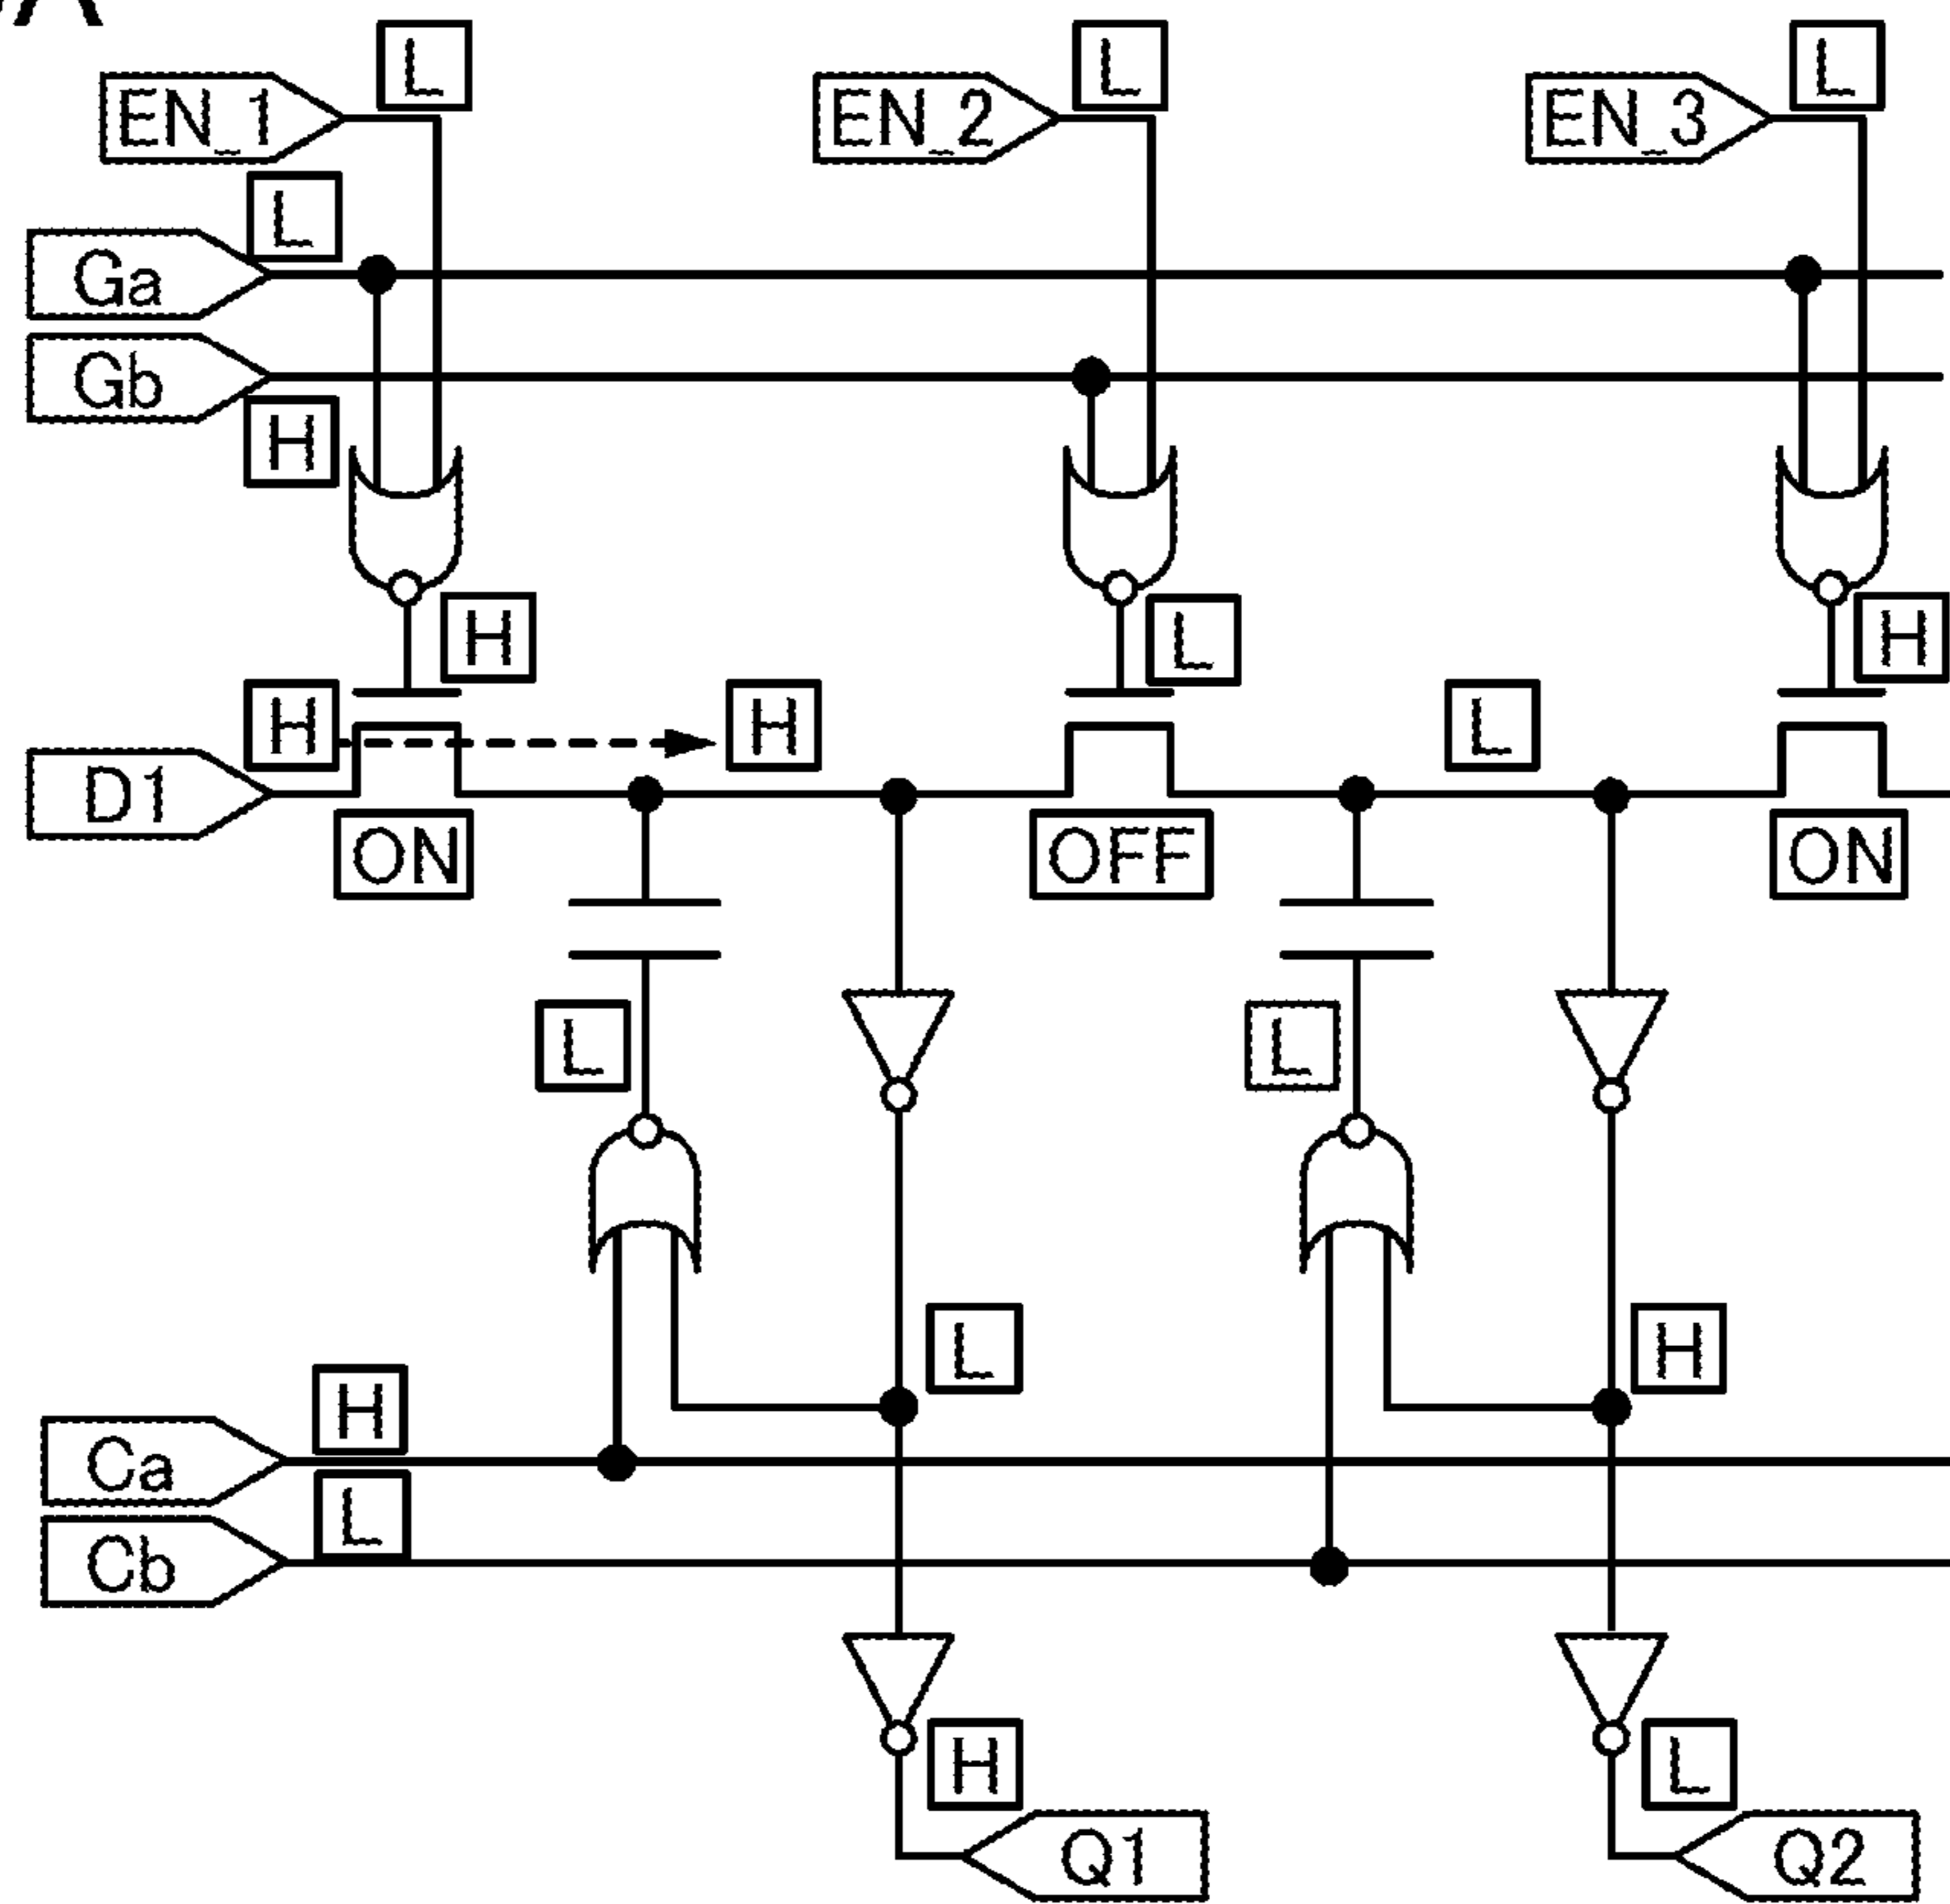 L L L
EN_1 EN_2 EN_3
L
Ga
Gb
H
H L H
H H L
D1
ON OFF ON
L L
L H
H
Ca
L
Cb
H L
Q1 Q2